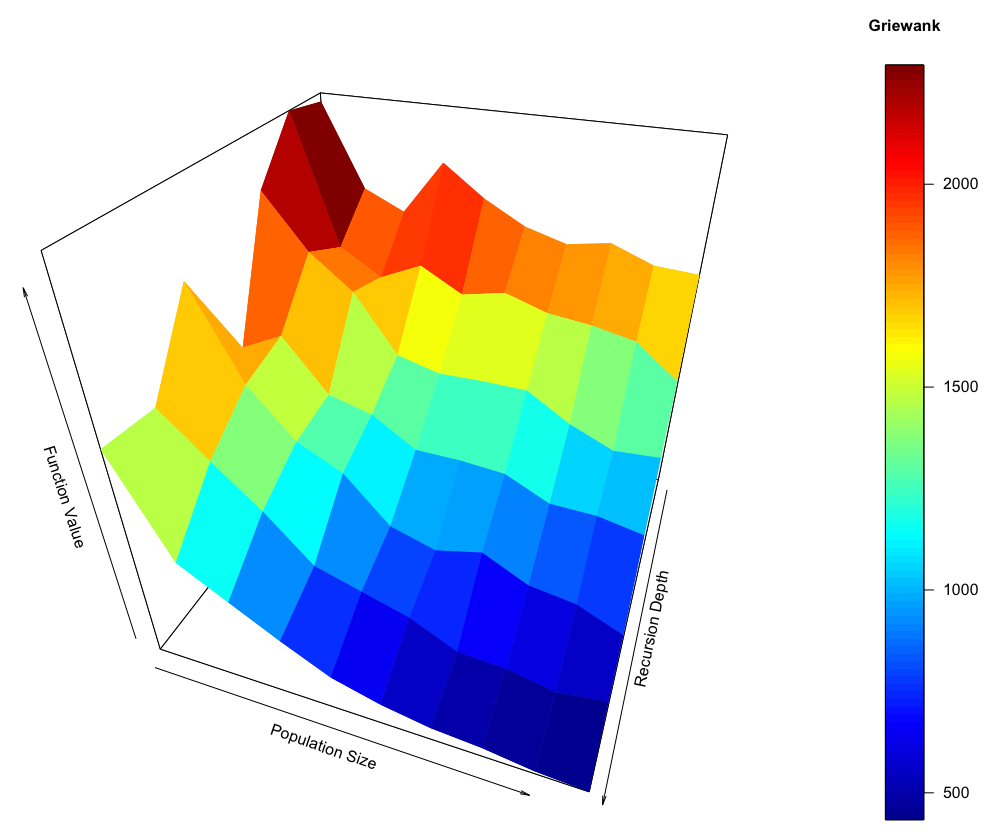 Griewank
2000
1500
1000
500
Function Value
Population Size
Recursion Depth